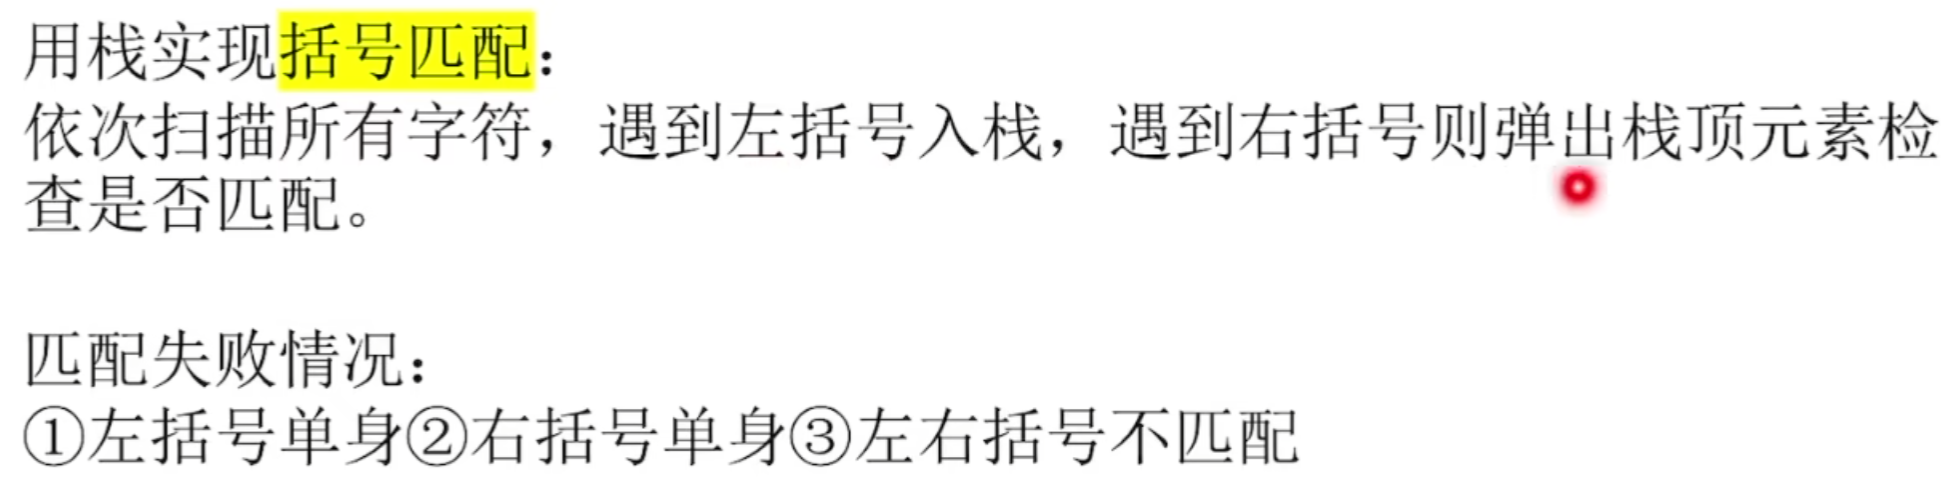 用栈实现括号匹配：
依次扫描所有字符，遇到左括号入栈，遇到右括号则弹出栈顶元素检
查是否匹配。
匹配失败情况：
①左括号单身②右括号单身③左右括号不匹配